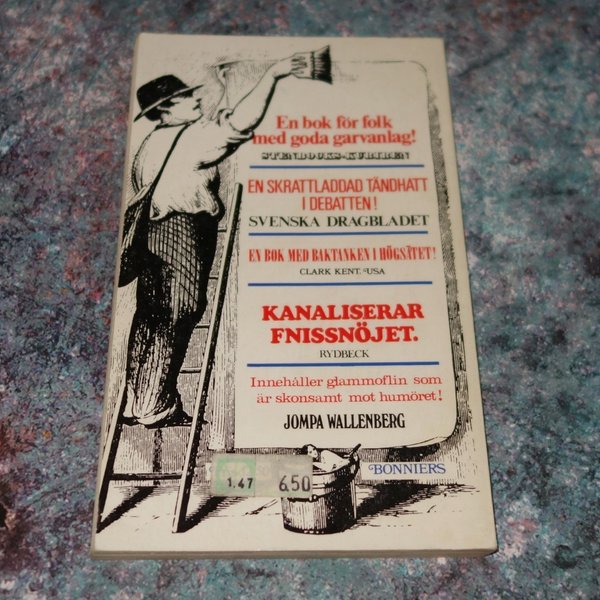 En bok för folk
med goda garvanlag!
STENBOCKS-KURIREN
EN SKRATTLADDAD TÄNDHATT
I DEBATTEN!
SVENSKA DRAGBLADET
EN BOK MED BAKTANKEN I HÖGSÄTET!
CLARK KENT. USA
KANALISERAR
FNISSNÖJET.
RYDBECK
Innehåller glammoflin som
är skonsamt mot humöret!
JOMPA WALLENBERG
BONNIERS
1.47 6.50